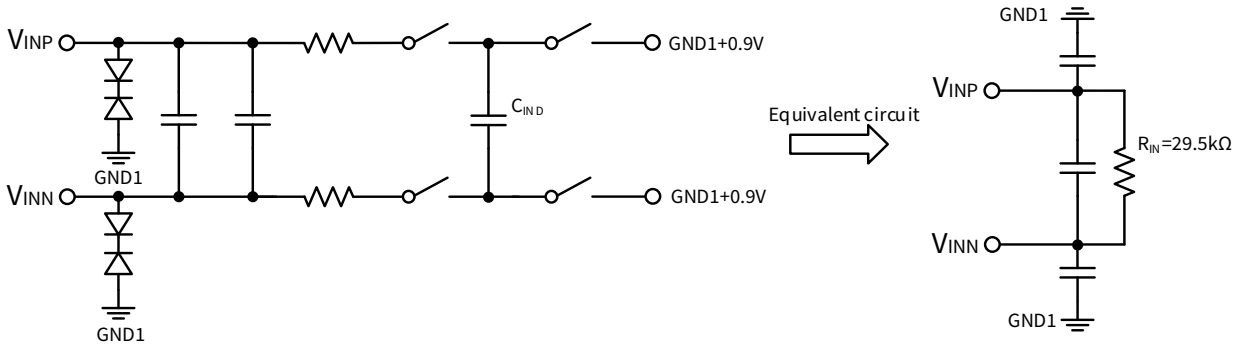 GND1
VINP
GND1+0.9V
CIND
GND1
VINN
GND1+0.9V
GND1
Equivalent circuit
VINP
RIN=29.5kΩ
VINN
GND1